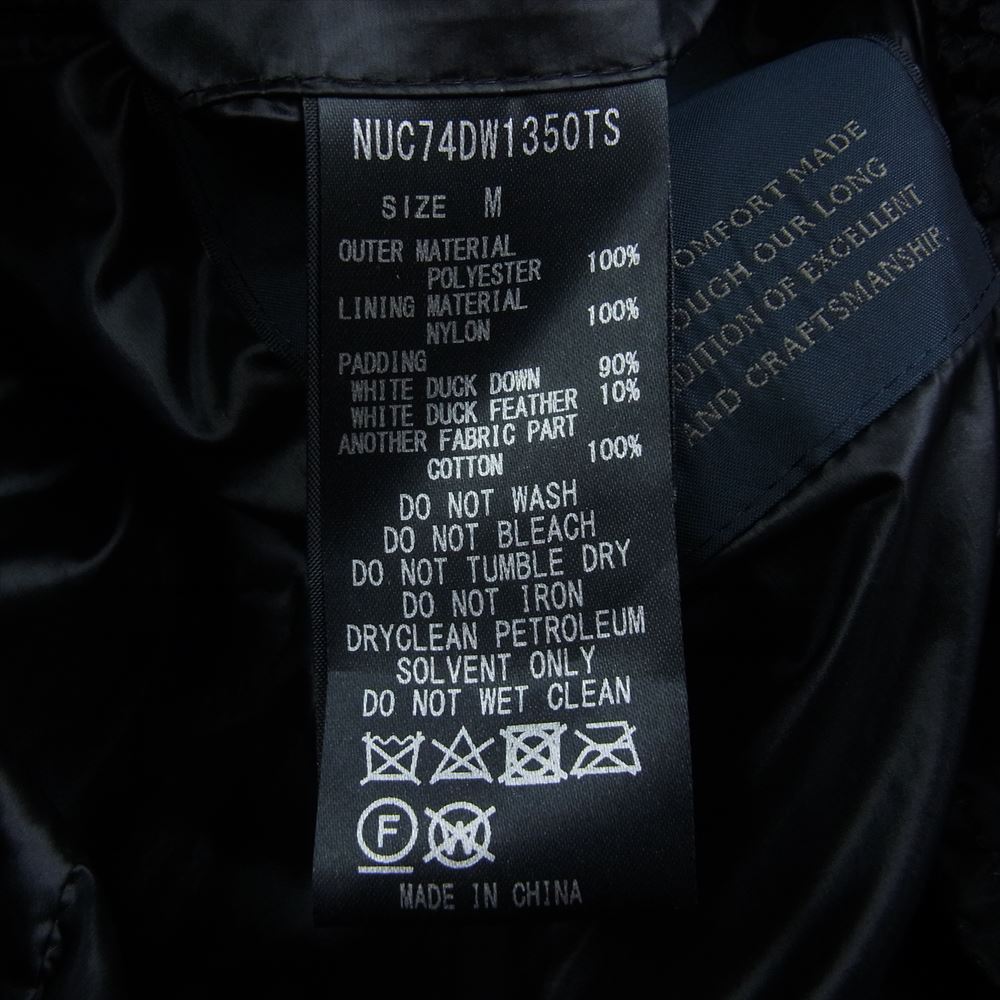 NUC74DW1350TS
SIZE M
OUTER MATERIAL
POLYESTER 100%
LINING MATERIAL
NYLON 100%
PADDING
WHITE DUCK DOWN 90%
WHITE DUCK FEATHER 10%
ANOTHER FABRIC PART
COTTON 100%
DO NOT WASH
DO NOT BLEACH
DO NOT TUMBLE DRY
DO NOT IRON
DRYCLEAN PETROLEUM
SOLVENT ONLY
DO NOT WET CLEAN
F W
MADE IN CHINA
OMFORT MADE
OUGH OUR LONG
DITION OF EXCELLENT
AND CRAFTSMANSHIP.